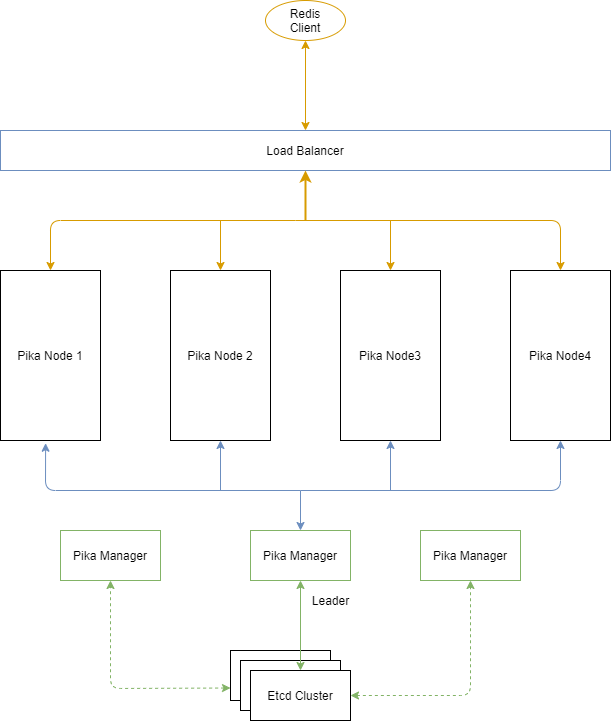 Redis
Client
Load Balancer
Pika Node 1
Pika Node 2
Pika Node3
Pika Node4
Pika Manager
Pika Manager
Pika Manager
Leader
Etcd Cluster